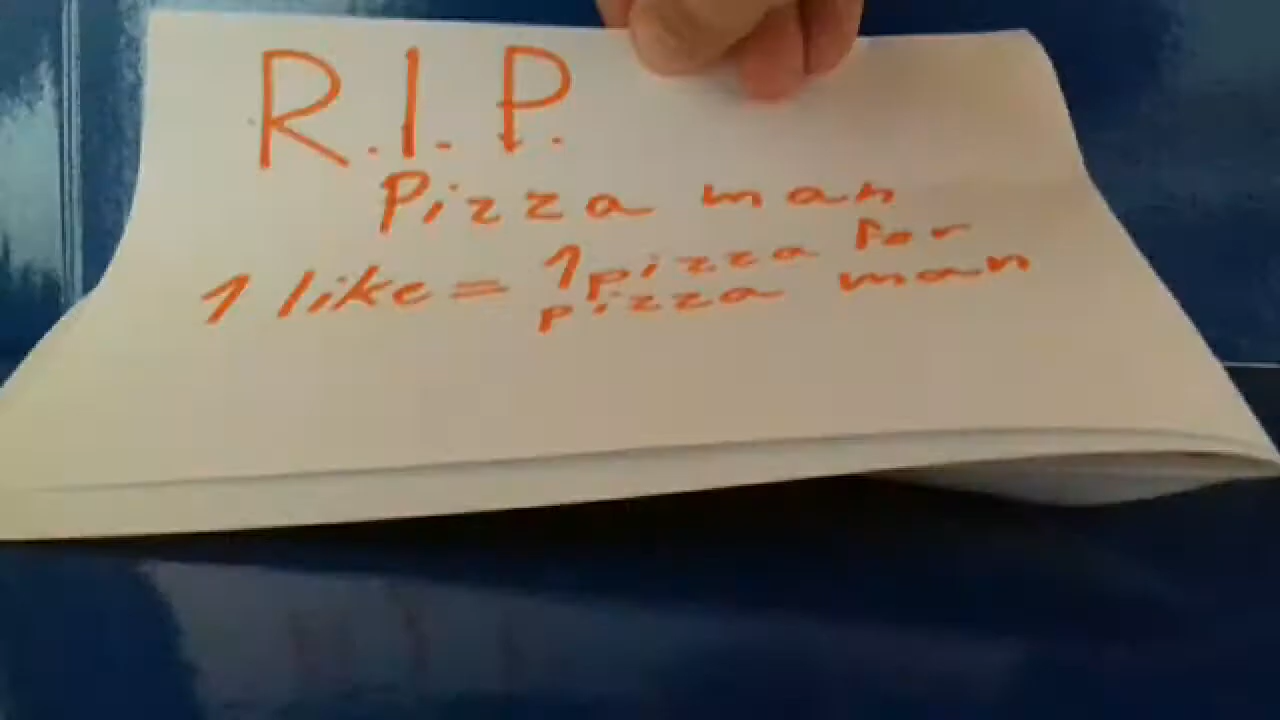 R.I.P.
Pizza man
1 like = 1 pizza for
pizza man